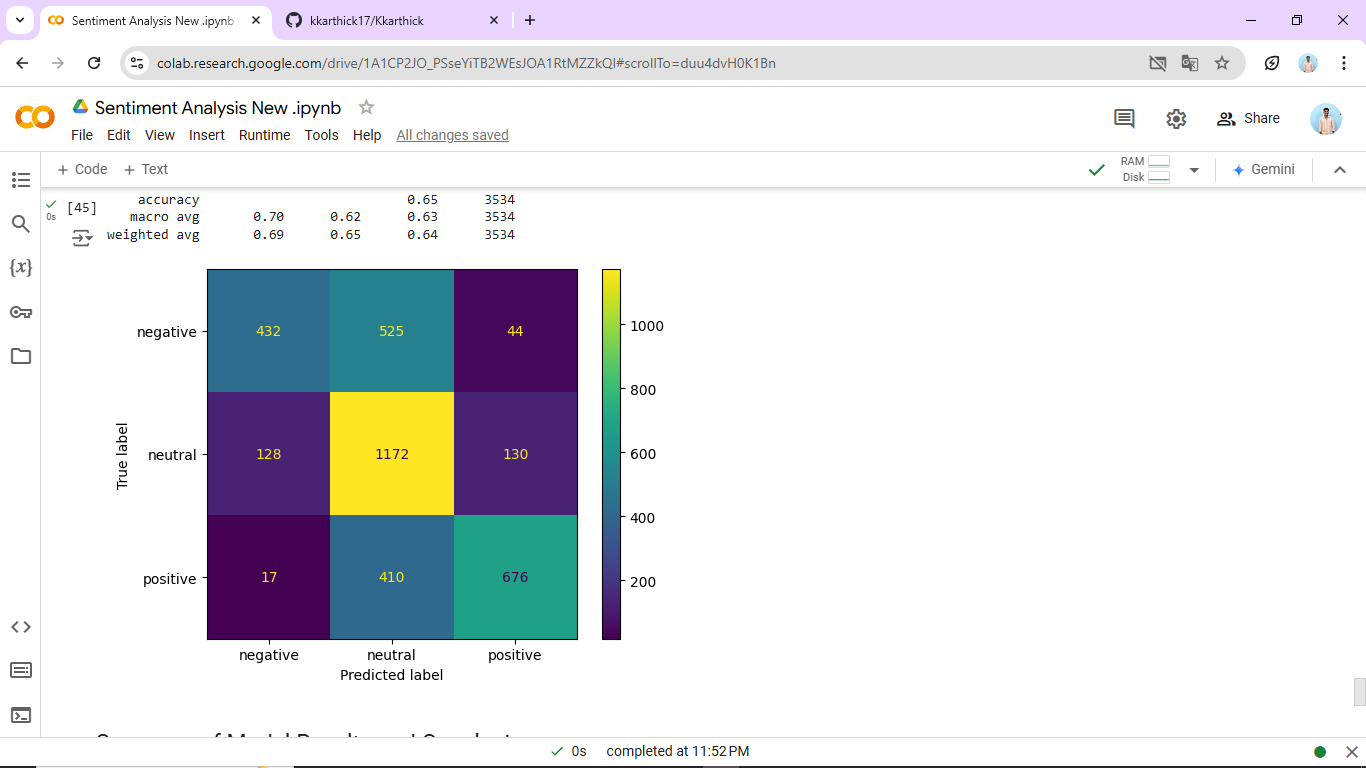 Sentiment Analysis New .ipynb
kkarthick17/Kkarthick
colab.research.google.com/drive/1A1CP2JO_PSseYiTB2WEsJOA1RtMZZkQI#scrollTo=duu4dvH0K1Bn
Sentiment Analysis New .ipynb
File Edit View Insert Runtime Tools Help All changes saved
Share
+ Code + Text
RAM
Disk
Gemini
0s
[45]
accuracy 0.65 3534
macro avg 0.70 0.62 0.63 3534
weighted avg 0.69 0.65 0.64 3534
{x}
True label
negative 432 525 44
neutral 128 1172 130
positive 17 410 676
negative neutral positive
Predicted label
1000
800
600
400
200
0s completed at 11:52 PM